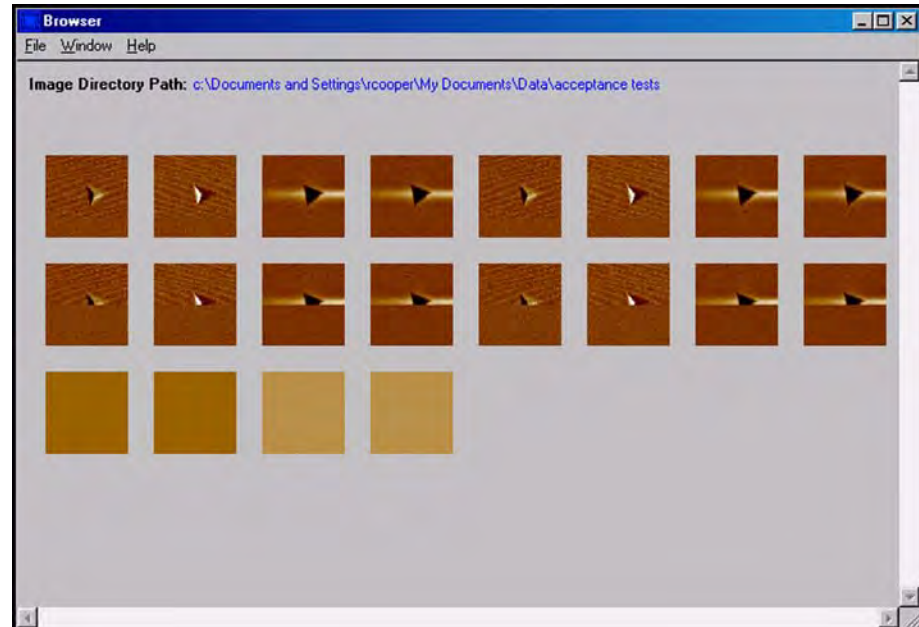 Browser
File Window Help
Image Directory Path: c:\Documents and Settings\rcooper\My Documents\Data\acceptance tests